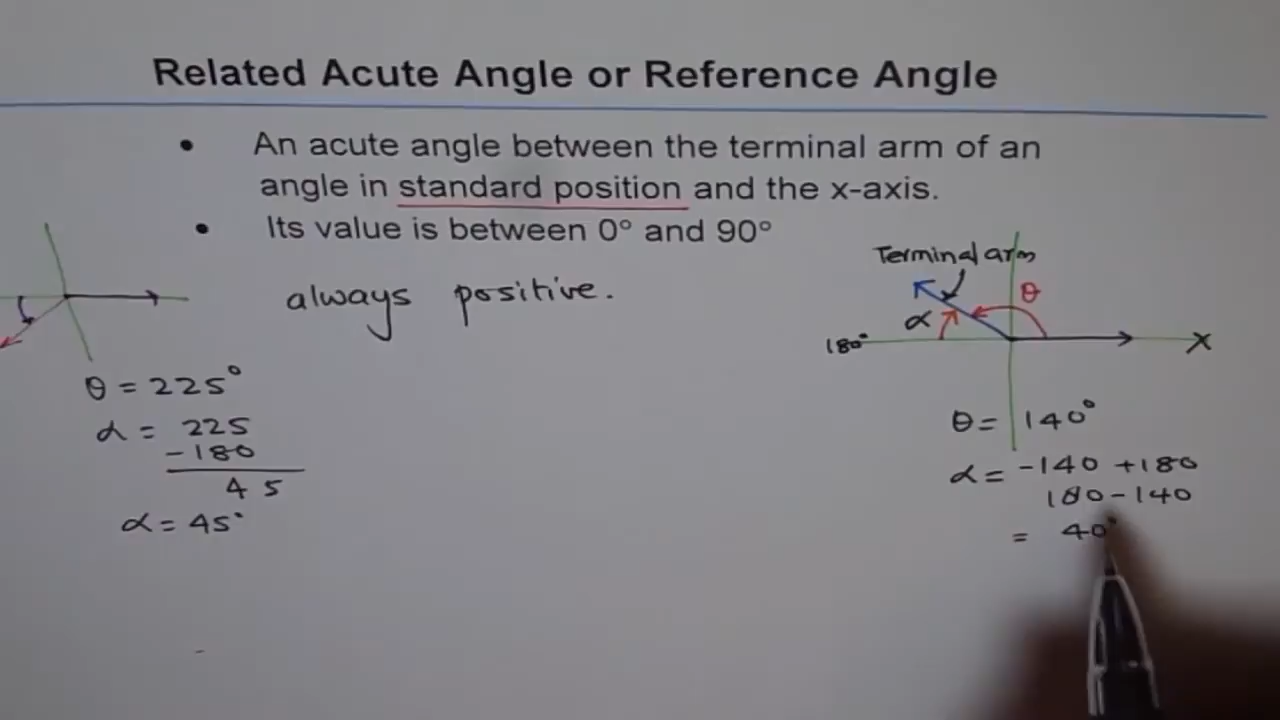 Related Acute Angle or Reference Angle
• An acute angle between the terminal arm of an
angle in standard position and the x-axis.
• Its value is between 0° and 90°
always positive.
θ = 225°
α = 225
-180
45
α = 45°
Terminal arm
θ
α
180°
X
θ = 140°
α = -140 +180
180-140
= 40°